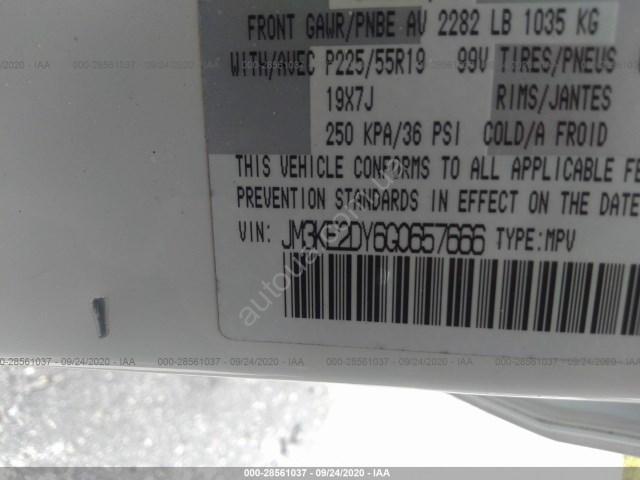 FRONT GAWR/PNBE AV 2282 LB 1035 KG
WITH/AVEC P225/55R19 99V TIRES/PNEUS
19X7J RIMS/JANTES
250 KPA/36 PSI COLD/A FROID
THIS VEHICLE CONFORMS TO ALL APPLICABLE FE
PREVENTION STANDARDS IN EFFECT ON THE DATE
VIN: JM3KE2DY6G0657666 TYPE:MPV
autoua.com
000-28561037 - 09/24/2020 - IAA